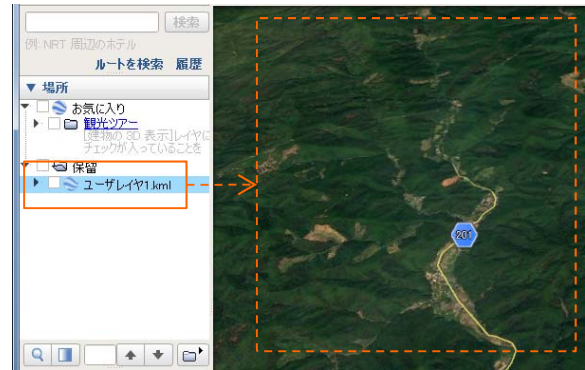 検索
例: NRT 周辺のホテル
ルートを検索 履歴
▼ 場所
お気に入り
観光ツアー
[建物の 3D 表示]レイヤに
チェックが入っていることを
保留
ユーザレイヤ1.kml
201